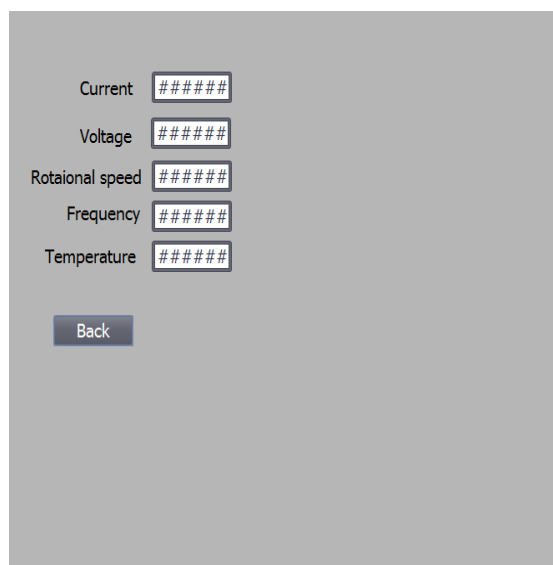 Current ######
Voltage ######
Rotaional speed ######
Frequency ######
Temperature ######
Back